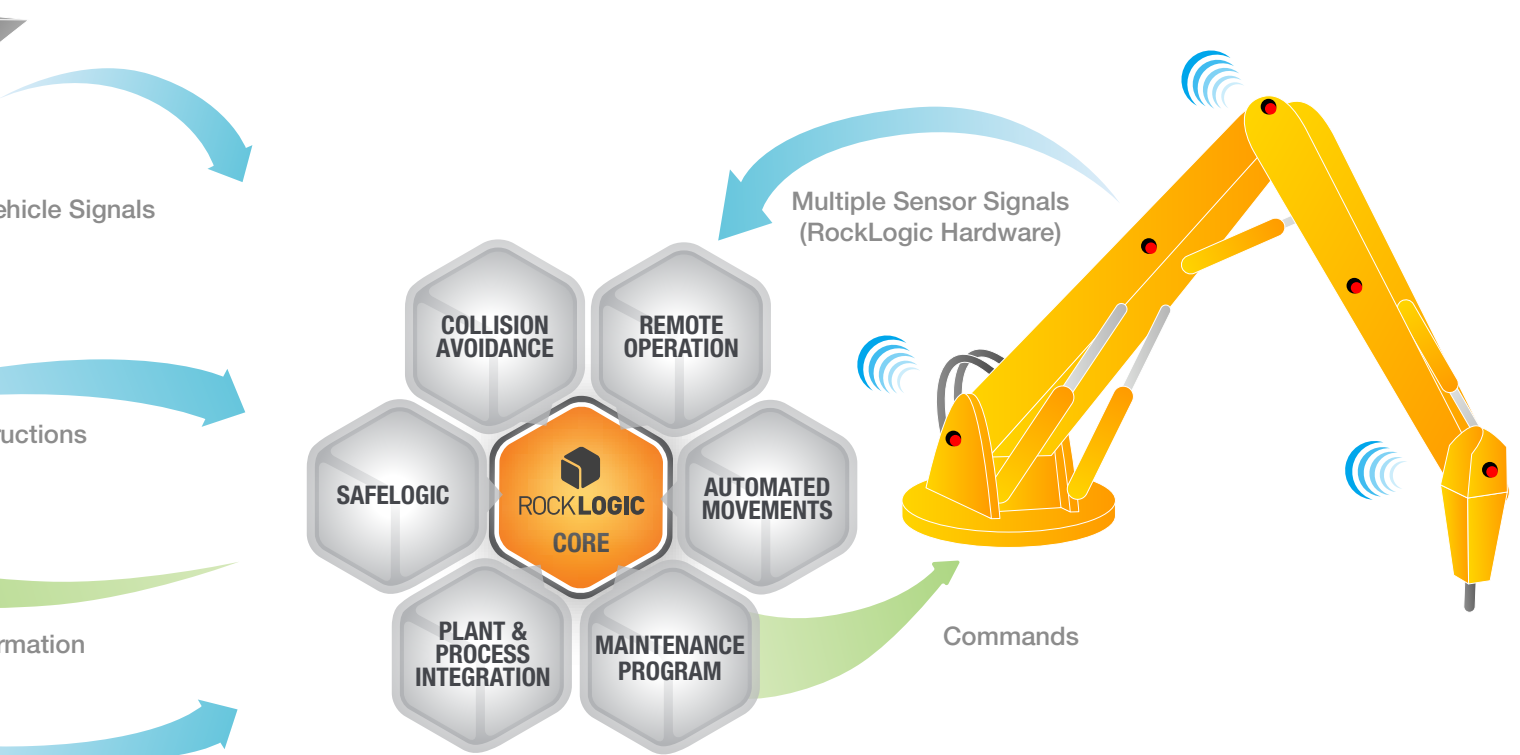 ehicle Signals
Multiple Sensor Signals
(RockLogic Hardware)
COLLISION
AVOIDANCE
REMOTE
OPERATION
uctions
SAFELOGIC
ROCKLOGIC
CORE
AUTOMATED
MOVEMENTS
rmation
PLANT &
PROCESS
INTEGRATION
MAINTENANCE
PROGRAM
Commands